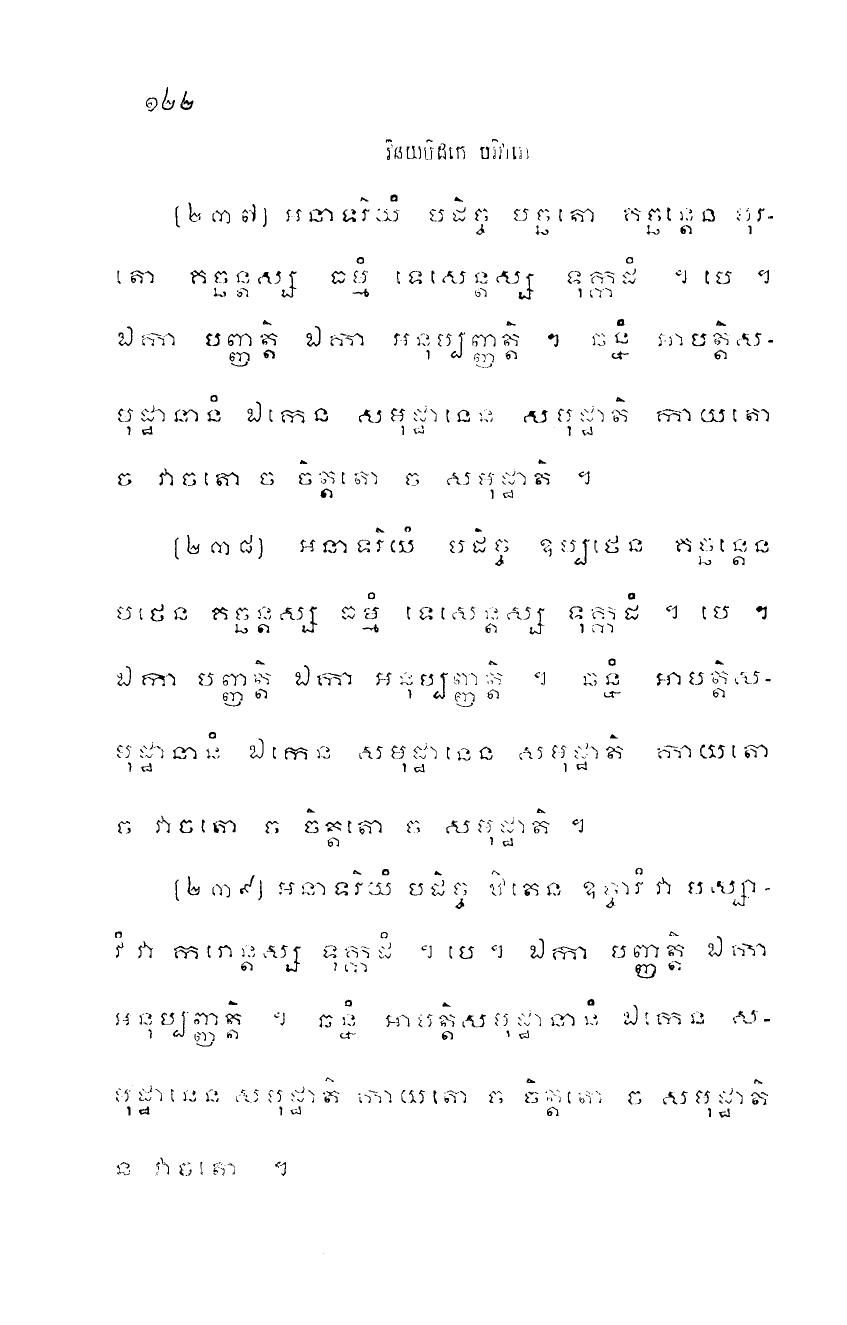 ១២២
វិនយបិដកេ បរិវារោ
[២៣៧] អនាទរិយំ បដិច្ច បច្ឆតោ គច្ឆន្តេន បុរ-
តោ គច្ឆន្តស្ស ធម្មំ ទេសេន្តស្ស ទុក្កដំ ។ បេ ។
ឯកា បញ្ញត្តិ ឯកា អនុប្បញ្ញត្តិ ។ ឆន្នំ អាបត្តិស-
មុដ្ឋានានំ ឯកេន សមុដ្ឋានេន សមុដ្ឋាតិ កាយតោ
ច វាចតោ ច ចិត្តតោ ច សមុដ្ឋាតិ ។
[២៣៨] អនាទរិយំ បដិច្ច ឧប្បថេន គច្ឆន្តេន
បថេន គច្ឆន្តស្ស ធម្មំ ទេសេន្តស្ស ទុក្កដំ ។ បេ ។
ឯកា បញ្ញត្តិ ឯកា អនុប្បញ្ញត្តិ ។ ឆន្នំ អាបត្តិស-
មុដ្ឋានានំ ឯកេន សមុដ្ឋានេន សមុដ្ឋាតិ កាយតោ
ច វាចតោ ច ចិត្តតោ ច សមុដ្ឋាតិ ។
[២៣៩] អនាទរិយំ បដិច្ច ឋិតេន ឧច្ចារំ វា បស្សា-
វំ វា ករោន្តស្ស ទុក្កដំ ។ បេ ។ ឯកា បញ្ញត្តិ ឯកា
អនុប្បញ្ញត្តិ ។ ឆន្នំ អាបត្តិសមុដ្ឋានានំ ឯកេន ស-
មុដ្ឋានេន សមុដ្ឋាតិ កាយតោ ច ចិត្តតោ ច សមុដ្ឋាតិ
ន វាចតោ ។